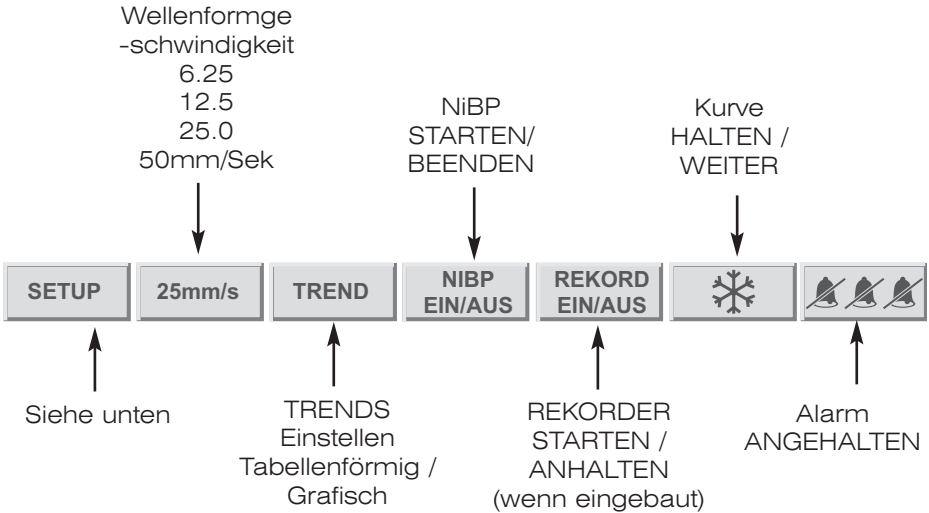 Wellenformge
-schwindigkeit
6.25
12.5
25.0
50mm/Sek
NiBP
STARTEN/
BEENDEN
Kurve
HALTEN /
WEITER
SETUP
25mm/s
TREND
NIBP
EIN/AUS
REKORD
EIN/AUS
Siehe unten
TRENDS
Einstellen
Tabellenförmig /
Grafisch
REKORDER
STARTEN /
ANHALTEN
(wenn eingebaut)
Alarm
ANGEHALTEN